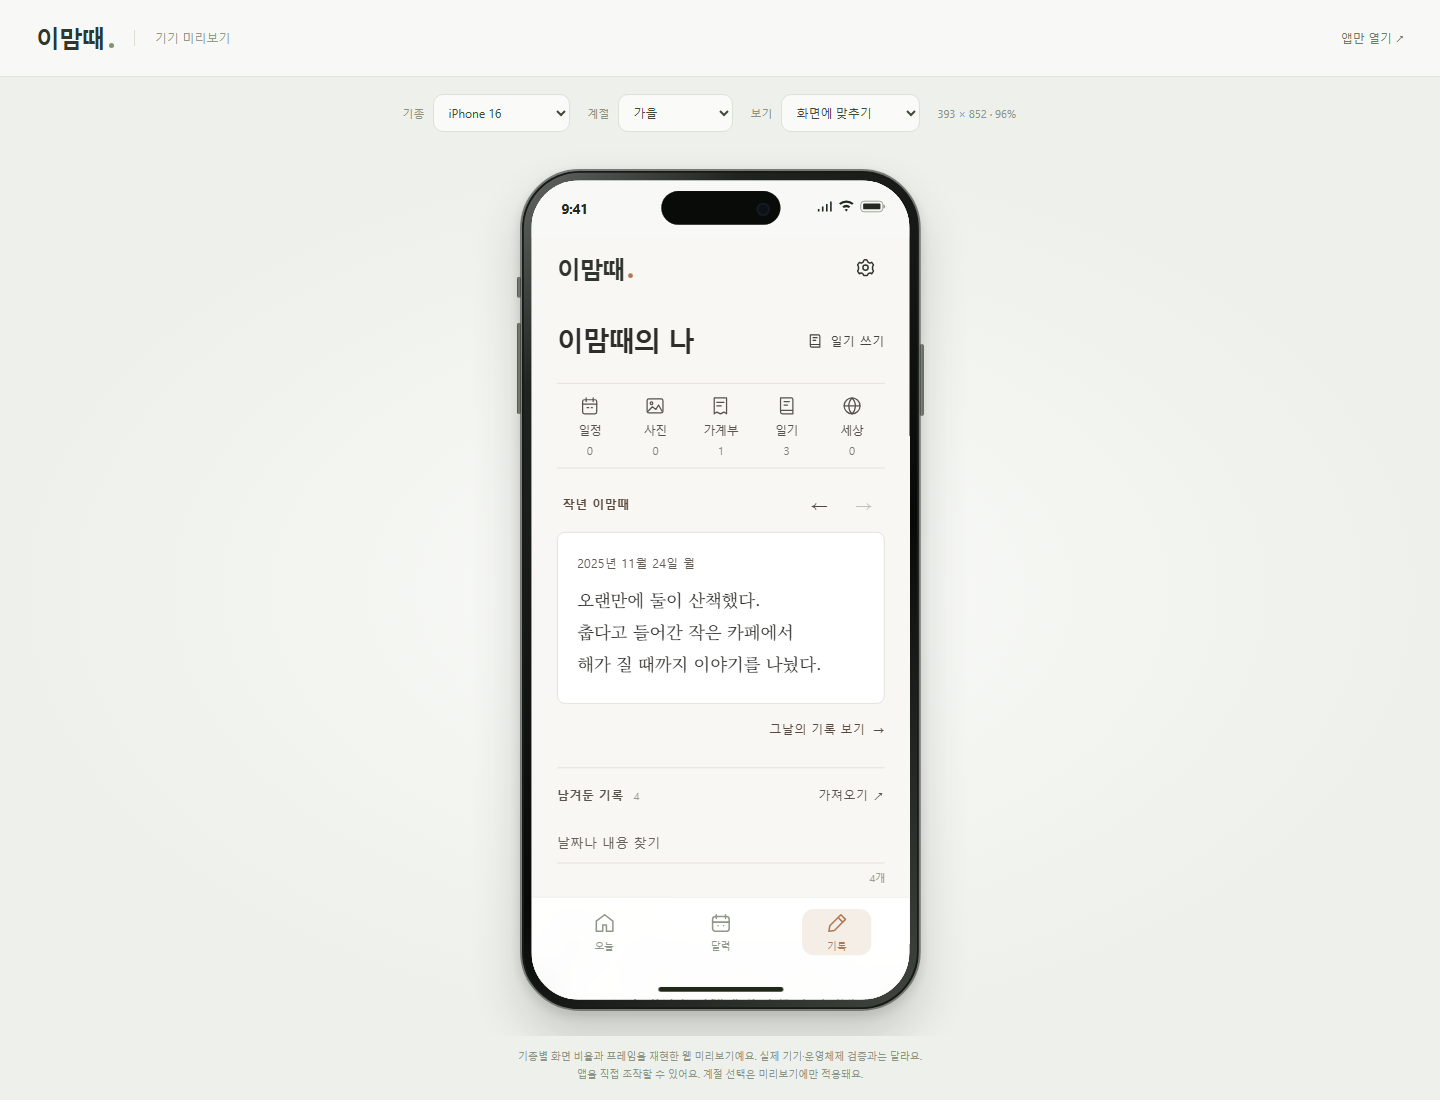 이맘때.
기기 미리보기
앱만 열기 ↗
기종 iPhone 16 계절 가을 보기 화면에 맞추기 393 × 852 · 96%
9:41
이맘때.
이맘때의 나
일기 쓰기
일정 사진 가계부 일기 세상
0 0 1 3 0
작년 이맘때 ← →
2025년 11월 24일 월
오랜만에 둘이 산책했다.
춥다고 들어간 작은 카페에서
해가 질 때까지 이야기를 나눴다.
그날의 기록 보기 →
남겨둔 기록 4 가져오기 ↗
날짜나 내용 찾기
4개
오늘 달력 기록
기종별 화면 비율과 프레임을 재현한 웹 미리보기예요. 실제 기기·운영체제 검증과는 달라요.
앱을 직접 조작할 수 있어요. 계절 선택은 미리보기에만 적용돼요.